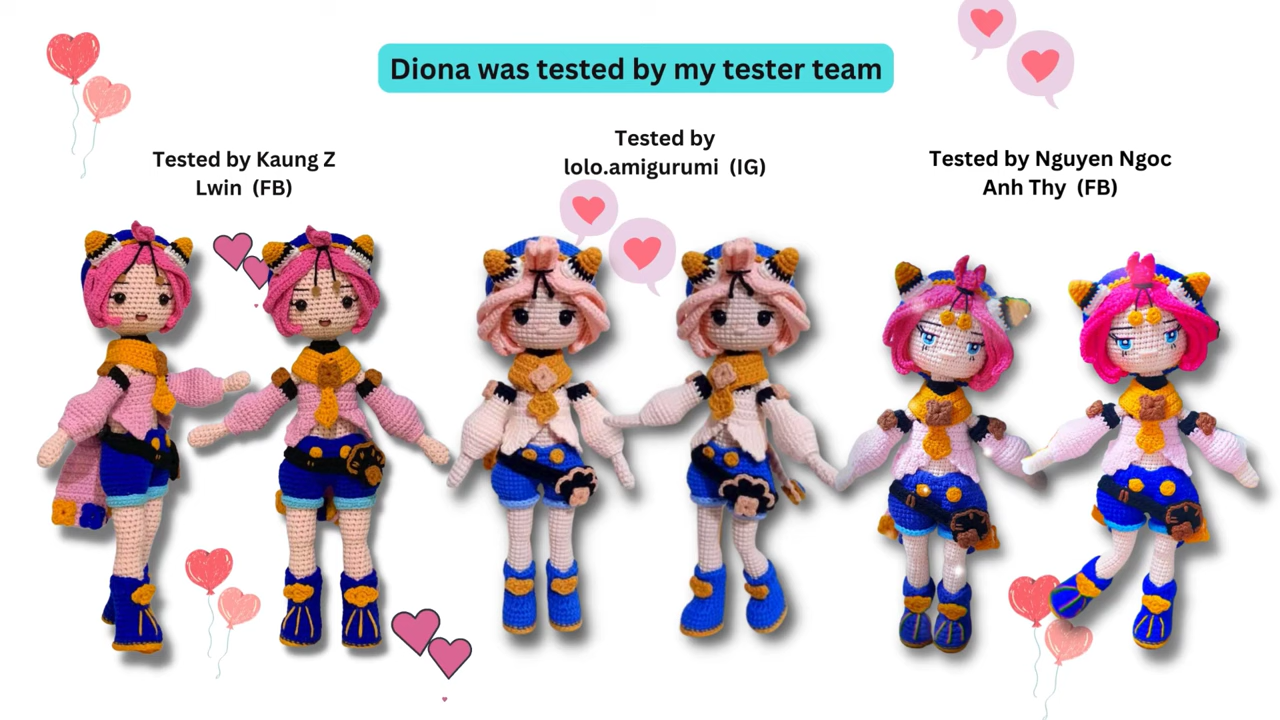 Diona was tested by my tester team
Tested by Kaung Z
Lwin (FB)
Tested by
lolo.amigurumi (IG)
Tested by Nguyen Ngoc
Anh Thy (FB)